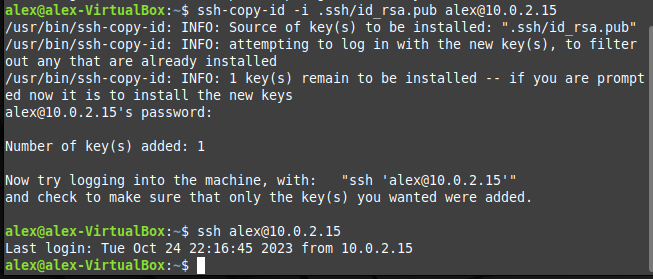 alex@alex-VirtualBox:~$ ssh-copy-id -i .ssh/id_rsa.pub alex@10.0.2.15
/usr/bin/ssh-copy-id: INFO: Source of key(s) to be installed: ".ssh/id_rsa.pub"
/usr/bin/ssh-copy-id: INFO: attempting to log in with the new key(s), to filter
out any that are already installed
/usr/bin/ssh-copy-id: INFO: 1 key(s) remain to be installed -- if you are prompt
ed now it is to install the new keys
alex@10.0.2.15's password:
Number of key(s) added: 1
Now try logging into the machine, with:   "ssh 'alex@10.0.2.15'"
and check to make sure that only the key(s) you wanted were added.
alex@alex-VirtualBox:~$ ssh alex@10.0.2.15
Last login: Tue Oct 24 22:16:45 2023 from 10.0.2.15
alex@alex-VirtualBox:~$